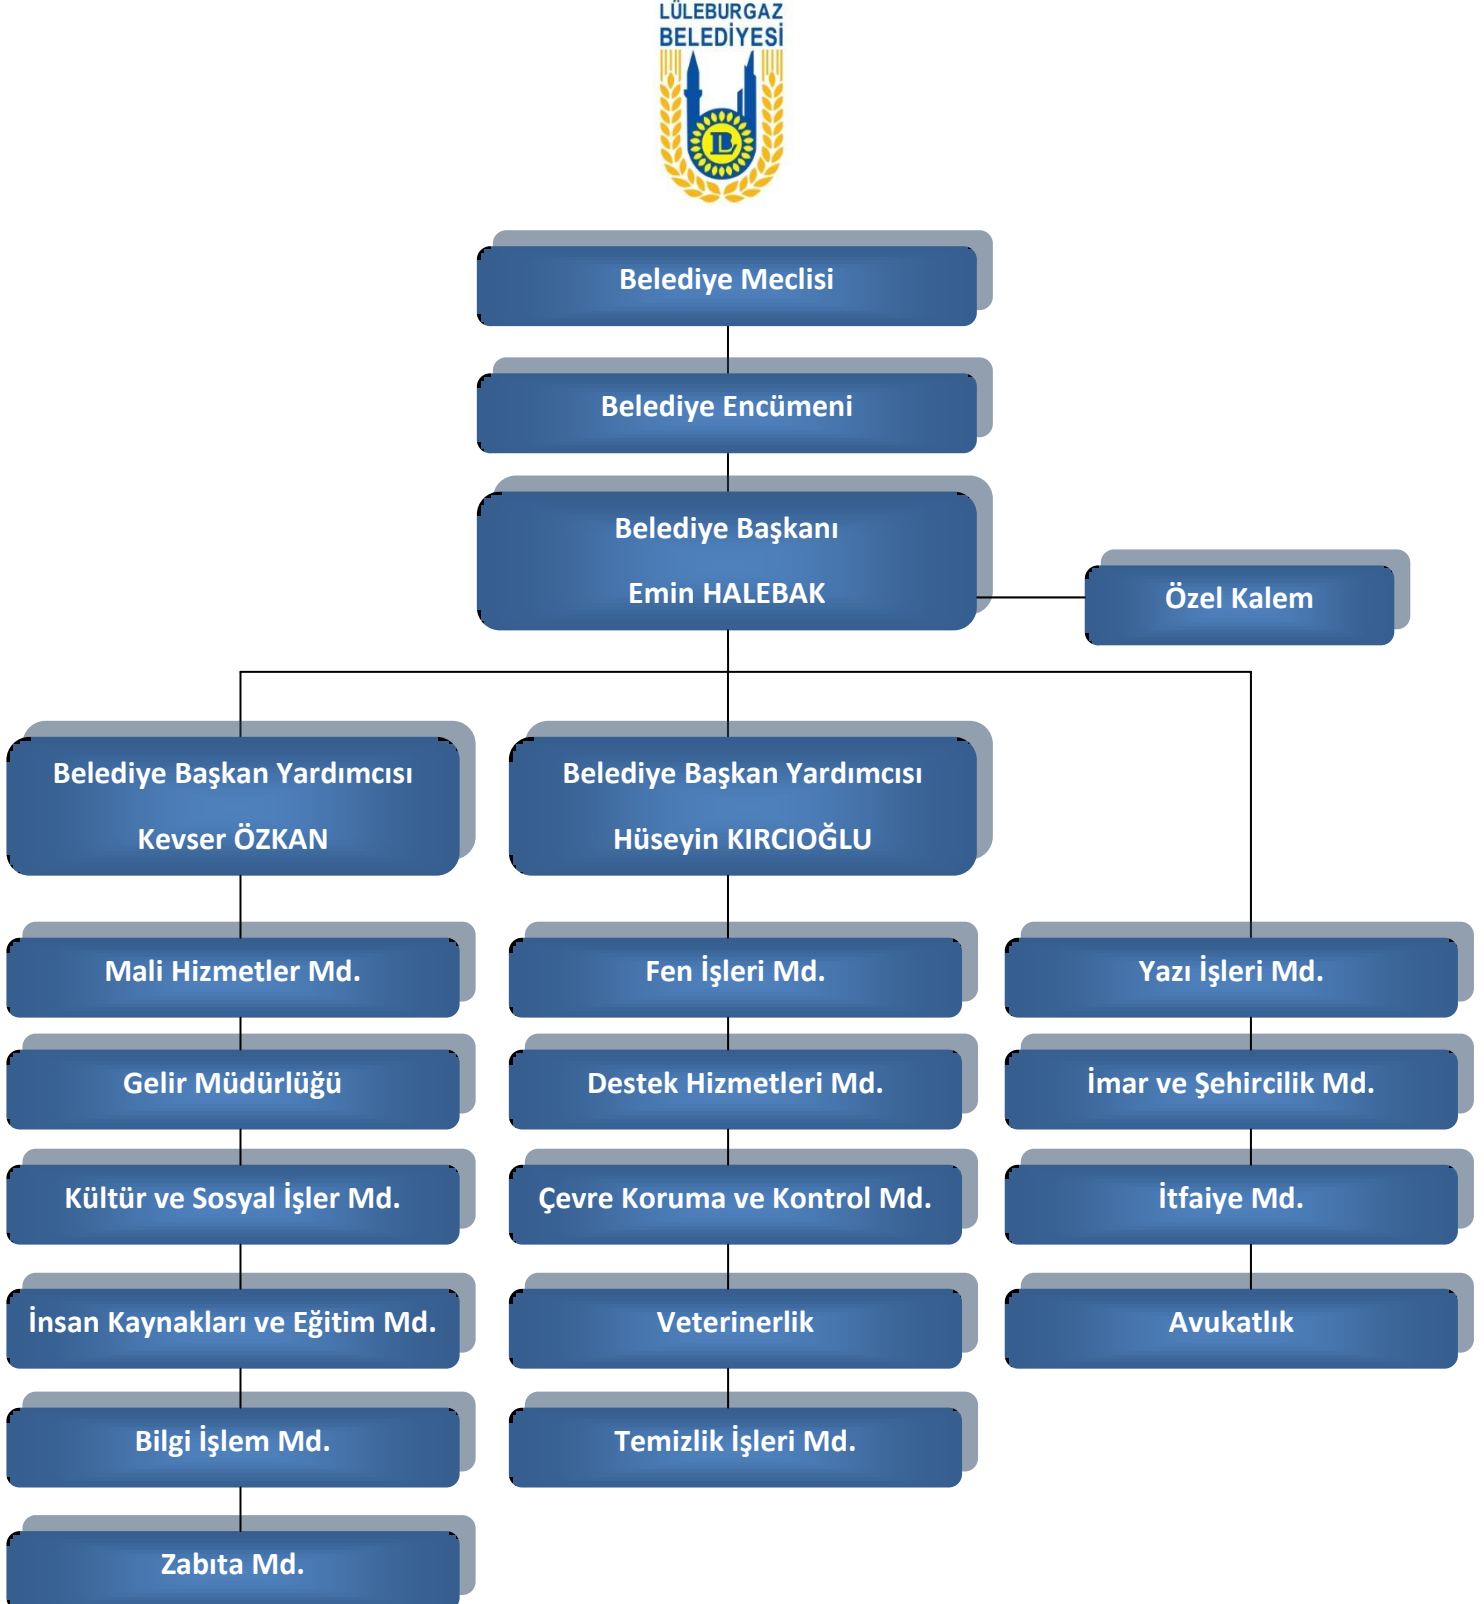 LÜLEBURGAZ
BELEDİYESİ
B
Belediye Meclisi
Belediye Encümeni
Belediye Başkanı
Emin HALEBAK
Özel Kalem
Belediye Başkan Yardımcısı
Kevser ÖZKAN
Belediye Başkan Yardımcısı
Hüseyin KIRCIOĞLU
Mali Hizmetler Md.
Gelir Müdürlüğü
Kültür ve Sosyal İşler Md.
İnsan Kaynakları ve Eğitim Md.
Bilgi İşlem Md.
Zabıta Md.
Fen İşleri Md.
Destek Hizmetleri Md.
Çevre Koruma ve Kontrol Md.
Veterinerlik
Temizlik İşleri Md.
Yazı İşleri Md.
İmar ve Şehircilik Md.
İtfaiye Md.
Avukatlık